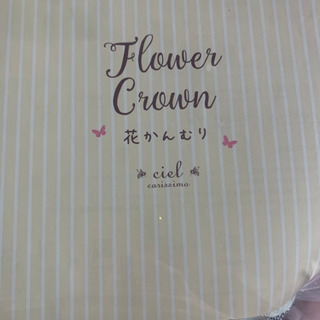 Flower
Crown
花かんむり
ciel
carissimo